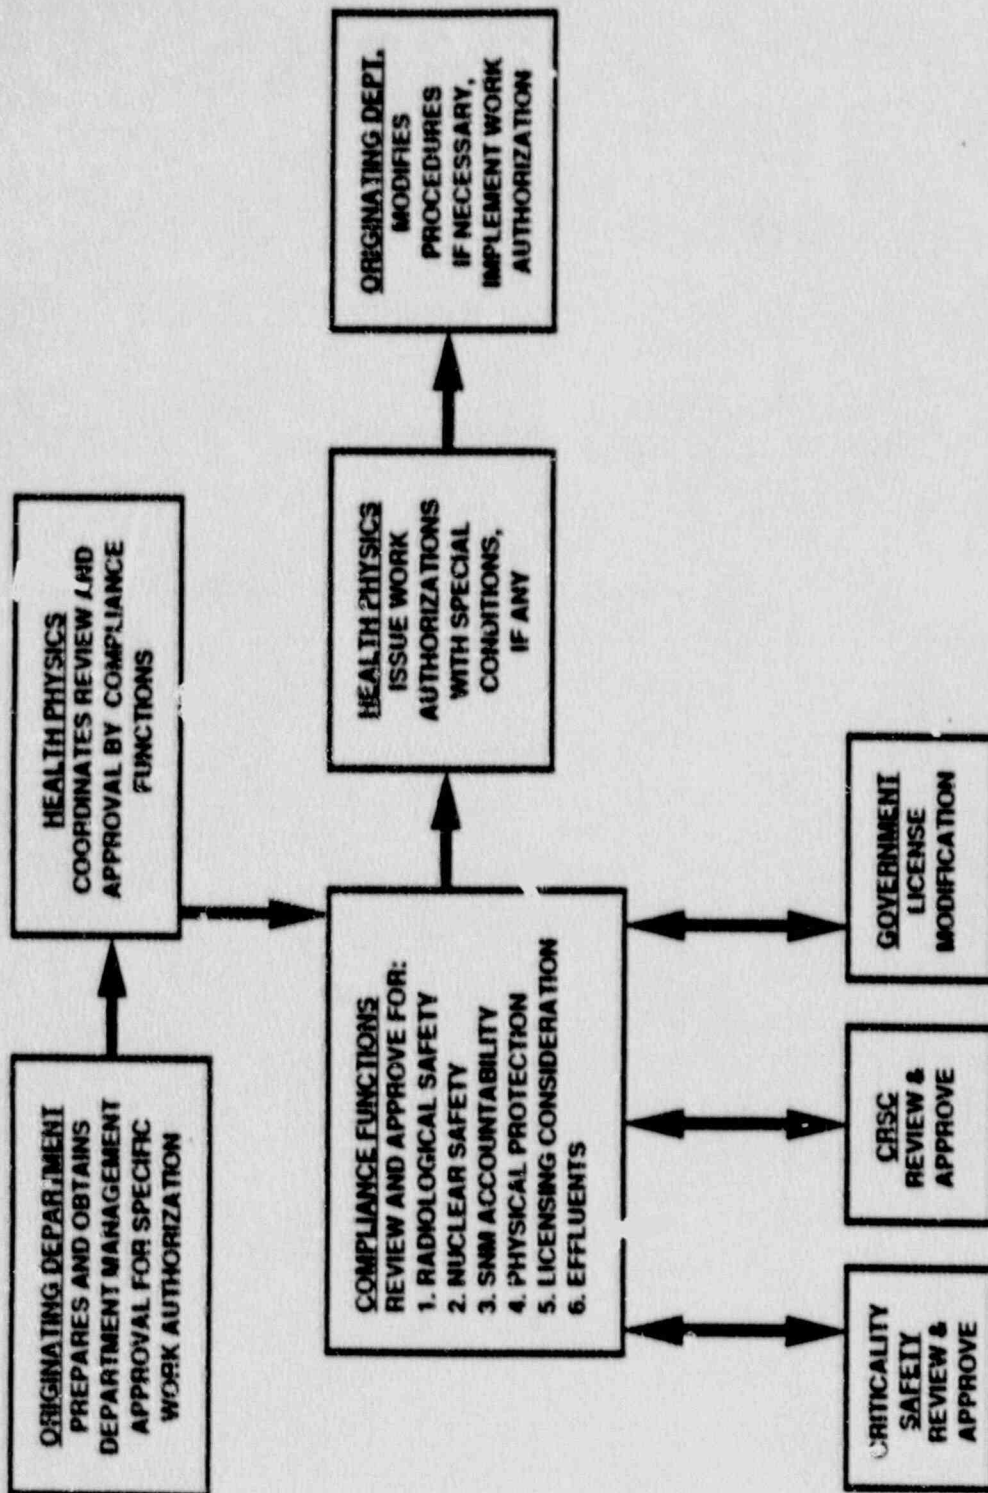 ORIGINATING DEPARTMENT
PREPARES AND OBTAINS
DEPARTMENT MANAGEMENT
APPROVAL FOR SPECIFIC
WORK AUTHORIZATION
HEALTH PHYSICS
COORDINATES REVIEW AND
APPROVAL BY COMPLIANCE
FUNCTIONS
COMPLIANCE FUNCTIONS
REVIEW AND APPROVE FOR:
1. RADIOLOGICAL SAFETY
2. NUCLEAR SAFETY
3. SNM ACCOUNTABILITY
4. PHYSICAL PROTECTION
5. LICENSING CONSIDERATION
6. EFFLUENTS
HEALTH PHYSICS
ISSUE WORK
AUTHORIZATIONS
WITH SPECIAL
CONDITIONS,
IF ANY
ORIGINATING DEPT.
MODIFIES
PROCEDURES
IF NECESSARY,
IMPLEMENT WORK
AUTHORIZATION
CRITICALITY
SAFETY
REVIEW &
APPROVE
CRSC
REVIEW &
APPROVE
GOVERNMENT
LICENSE
MODIFICATION